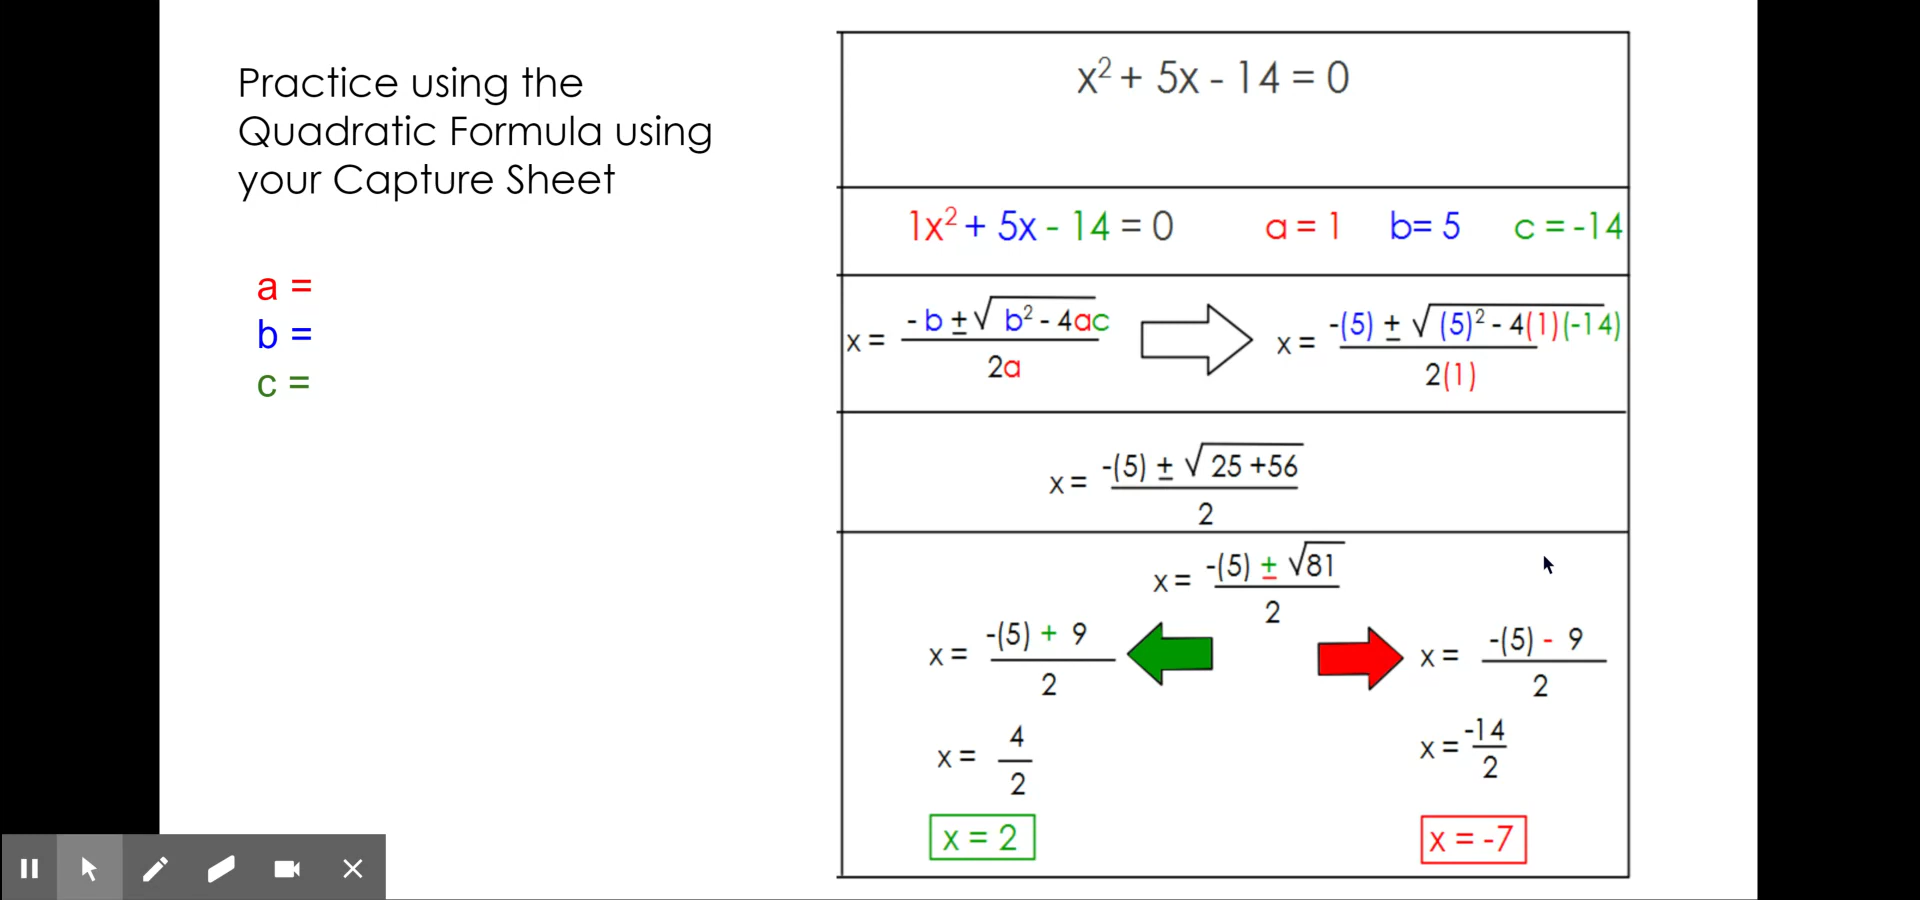 Practice using the
Quadratic Formula using
your Capture Sheet
a =
b =
c =
x² + 5x - 14 = 0
1x² + 5x - 14 = 0 a = 1 b= 5 c = -14
x = (- b ± √(b² - 4ac)) / 2a x = (-(5) ± √((5)² - 4(1)(-14))) / 2(1)
x = (-(5) ± √(25 +56)) / 2
x = (-(5) ± √81) / 2
x = (-(5) + 9) / 2 x = (-(5) - 9) / 2
x = 4 / 2 x = -14 / 2
x = 2 x = -7